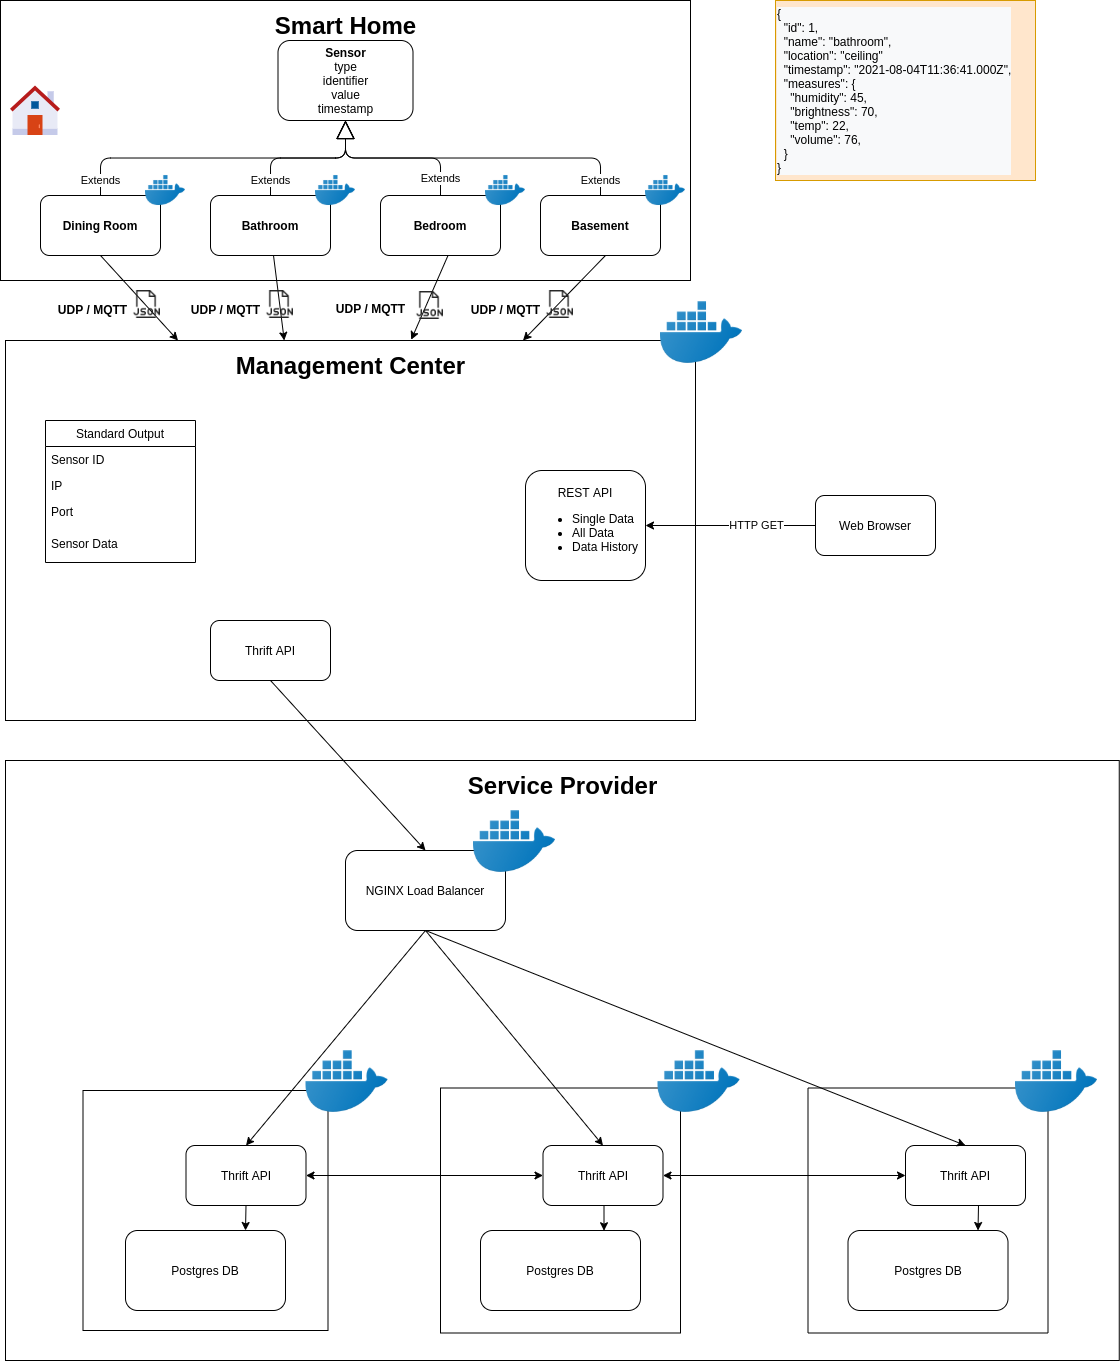 Smart Home
Sensor
type
identifier
value
timestamp
{
"id": 1,
"name": "bathroom",
"location": "ceiling"
"timestamp": "2021-08-04T11:36:41.000Z",
"measures": {
"humidity": 45,
"brightness": 70,
"temp": 22,
"volume": 76,
}
}
Extends
Extends
Extends
Extends
Dining Room
Bathroom
Bedroom
Basement
UDP / MQTT
JSON
UDP / MQTT
JSON
UDP / MQTT
JSON
UDP / MQTT
JSON
Management Center
Standard Output
Sensor ID
IP
Port
Sensor Data
REST API
• Single Data
• All Data
• Data History
HTTP GET
Web Browser
Thrift API
Service Provider
NGINX Load Balancer
Thrift API
Thrift API
Thrift API
Postgres DB
Postgres DB
Postgres DB